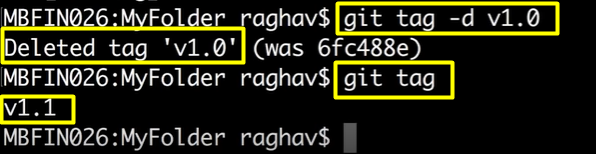 MBFIN026:MyFolder raghav$ git tag -d v1.0
Deleted tag 'v1.0' (was 6fc488e)
MBFIN026:MyFolder raghav$ git tag
v1.1
MBFIN026:MyFolder raghav$